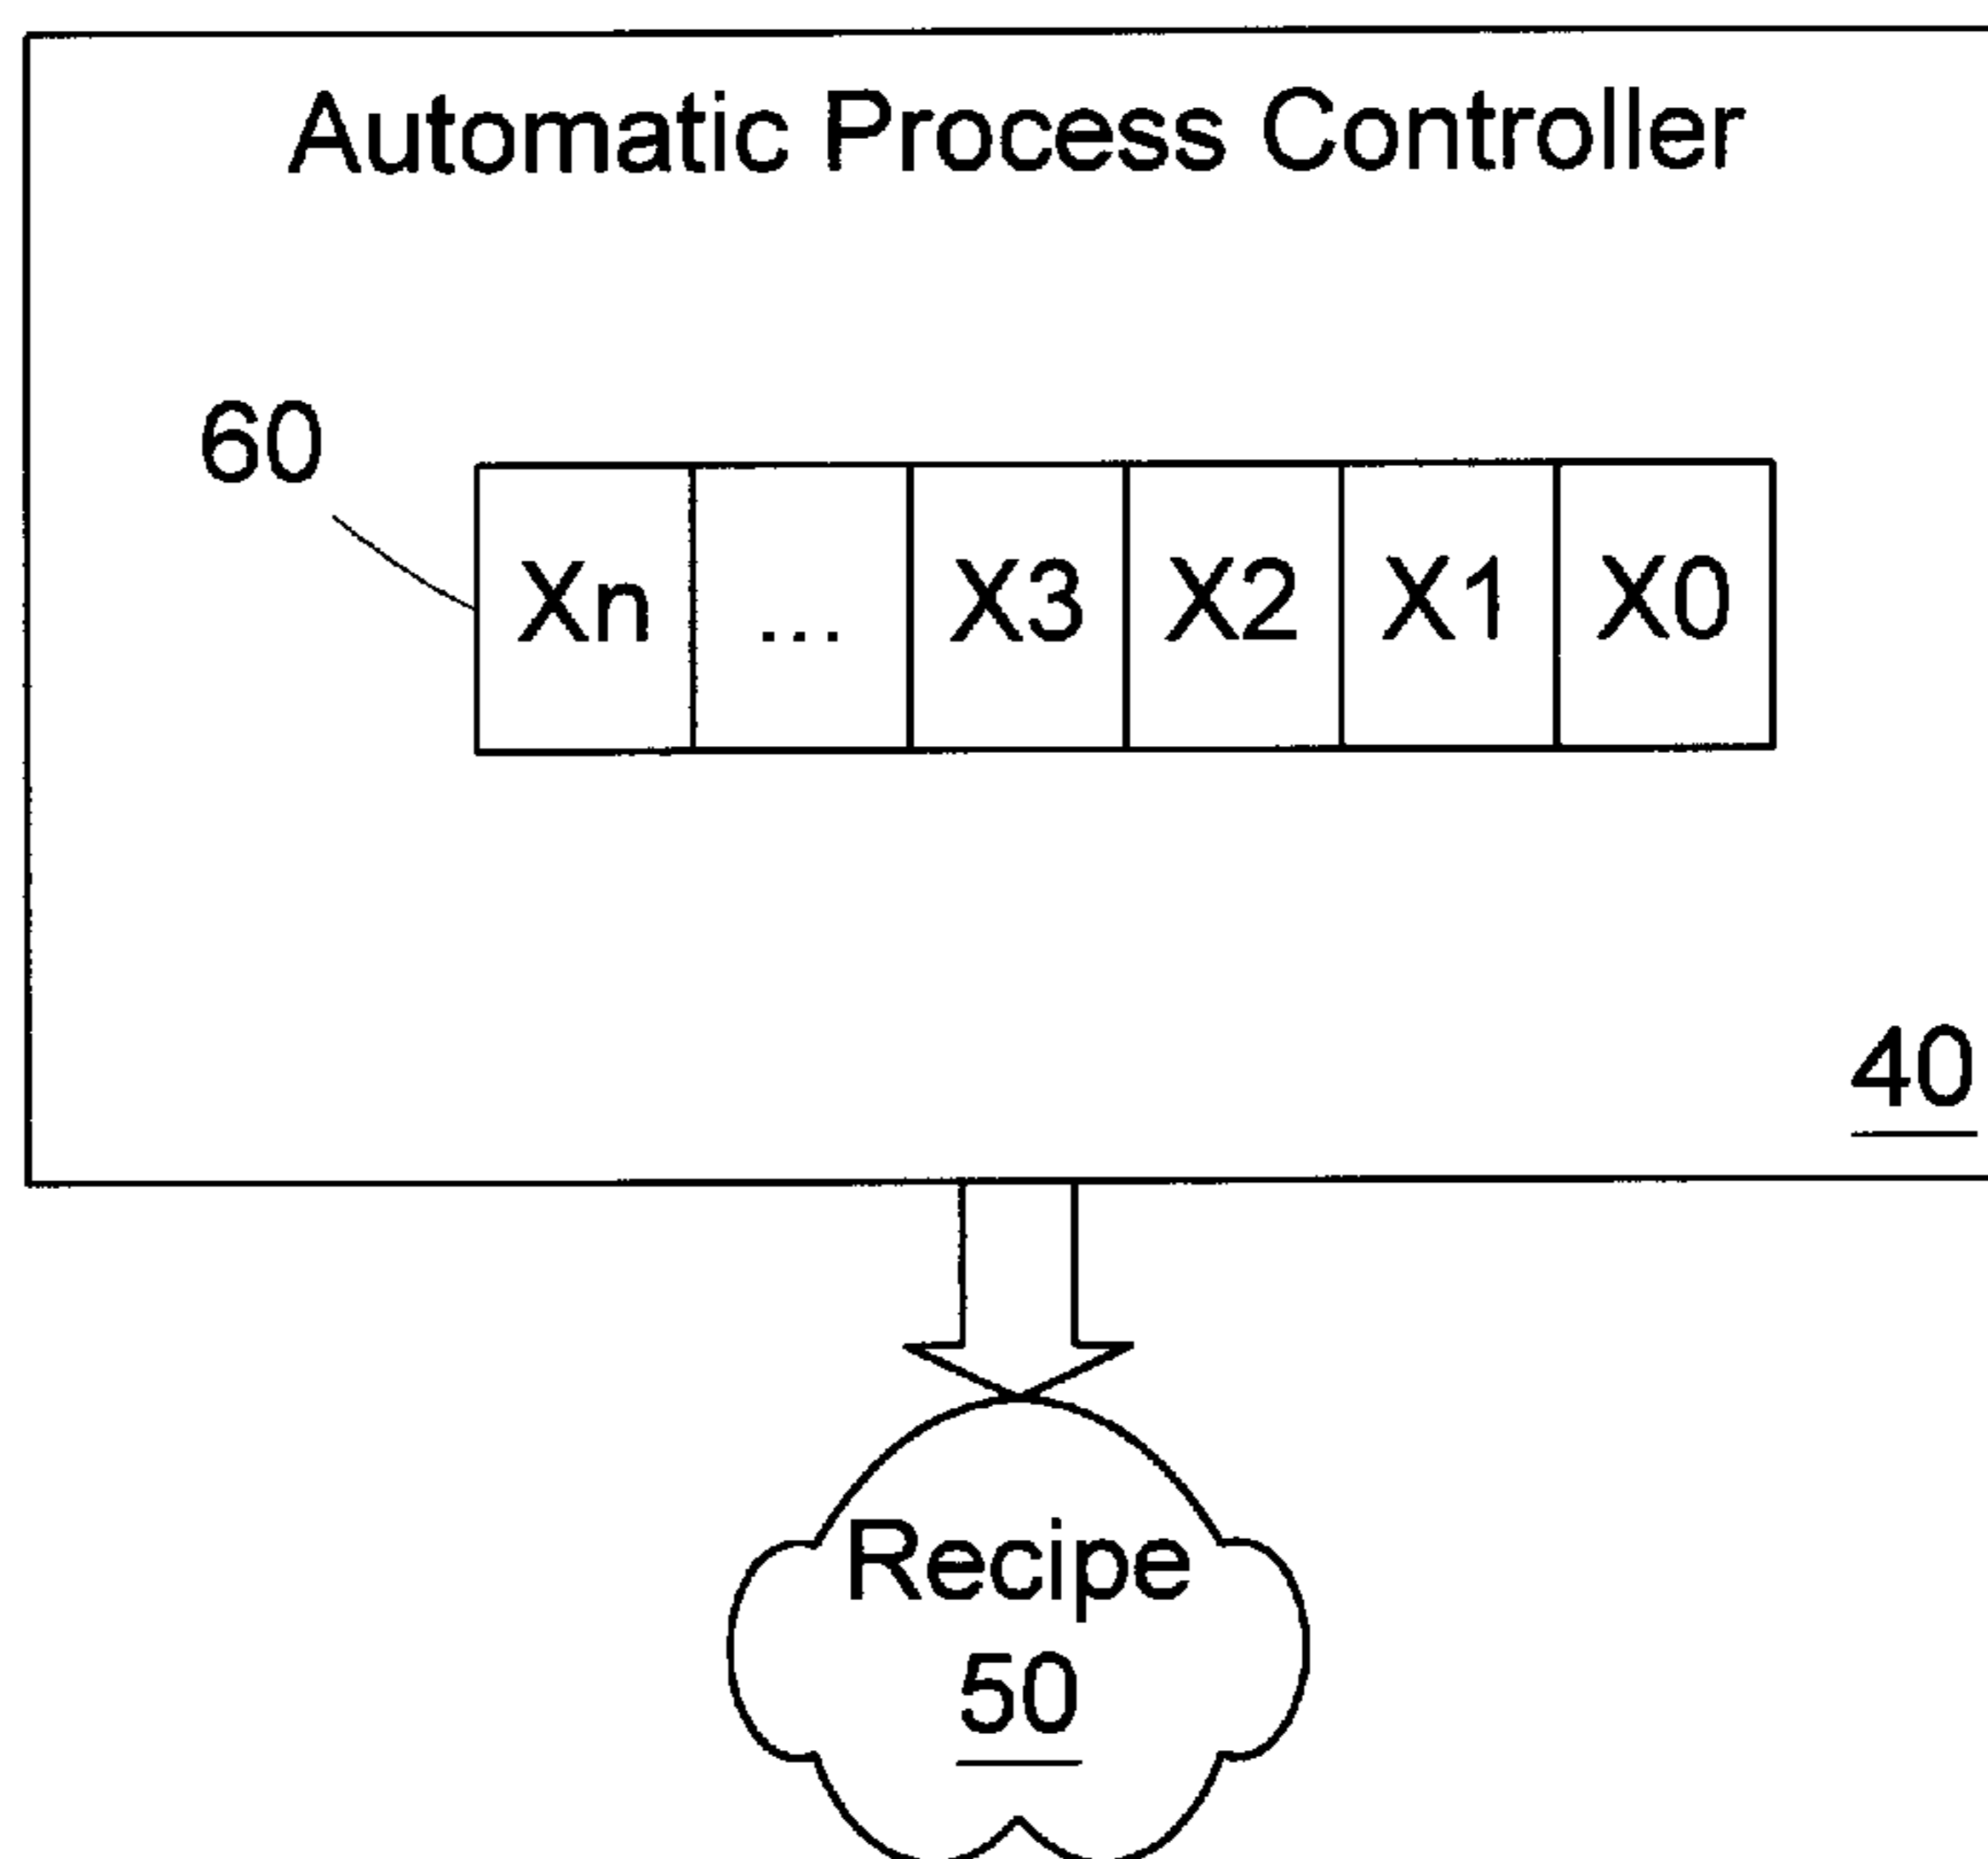 Automatic Process Controller
60
Xn ... X3 X2 X1 X0
40
Recipe
50